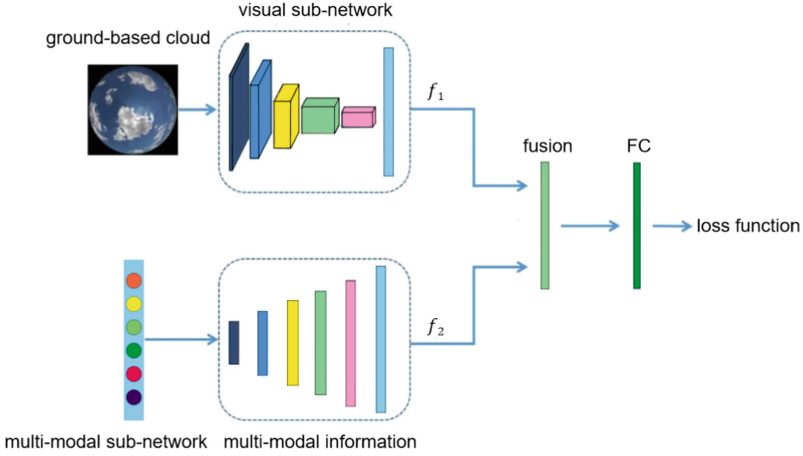 visual sub-network
ground-based cloud
f₁
fusion
FC
loss function
f₂
multi-modal sub-network
multi-modal information